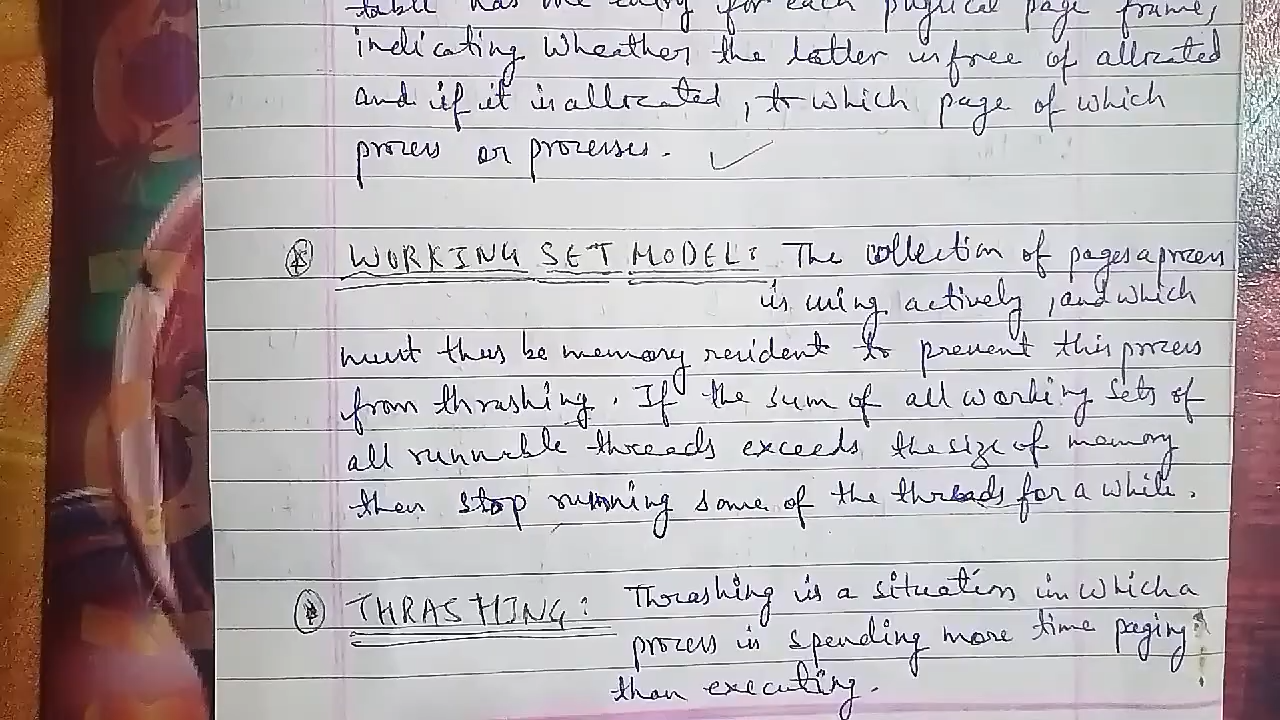 table has one entry for each physical page frame,
indicating Wheather the latter is free of allocated
and if it is allocated, to which page of which
process or processes.
WORKING SET MODEL: The collection of pages a process
is using actively, and which
must thus be memory resident to prevent this process
from thrashing. If the sum of all working sets of
all runnable threads exceeds the size of memory
then stop running some of the threads for a while.
THRASHING: Thrashing is a situation in which a
process is spending more time paging
than executing.